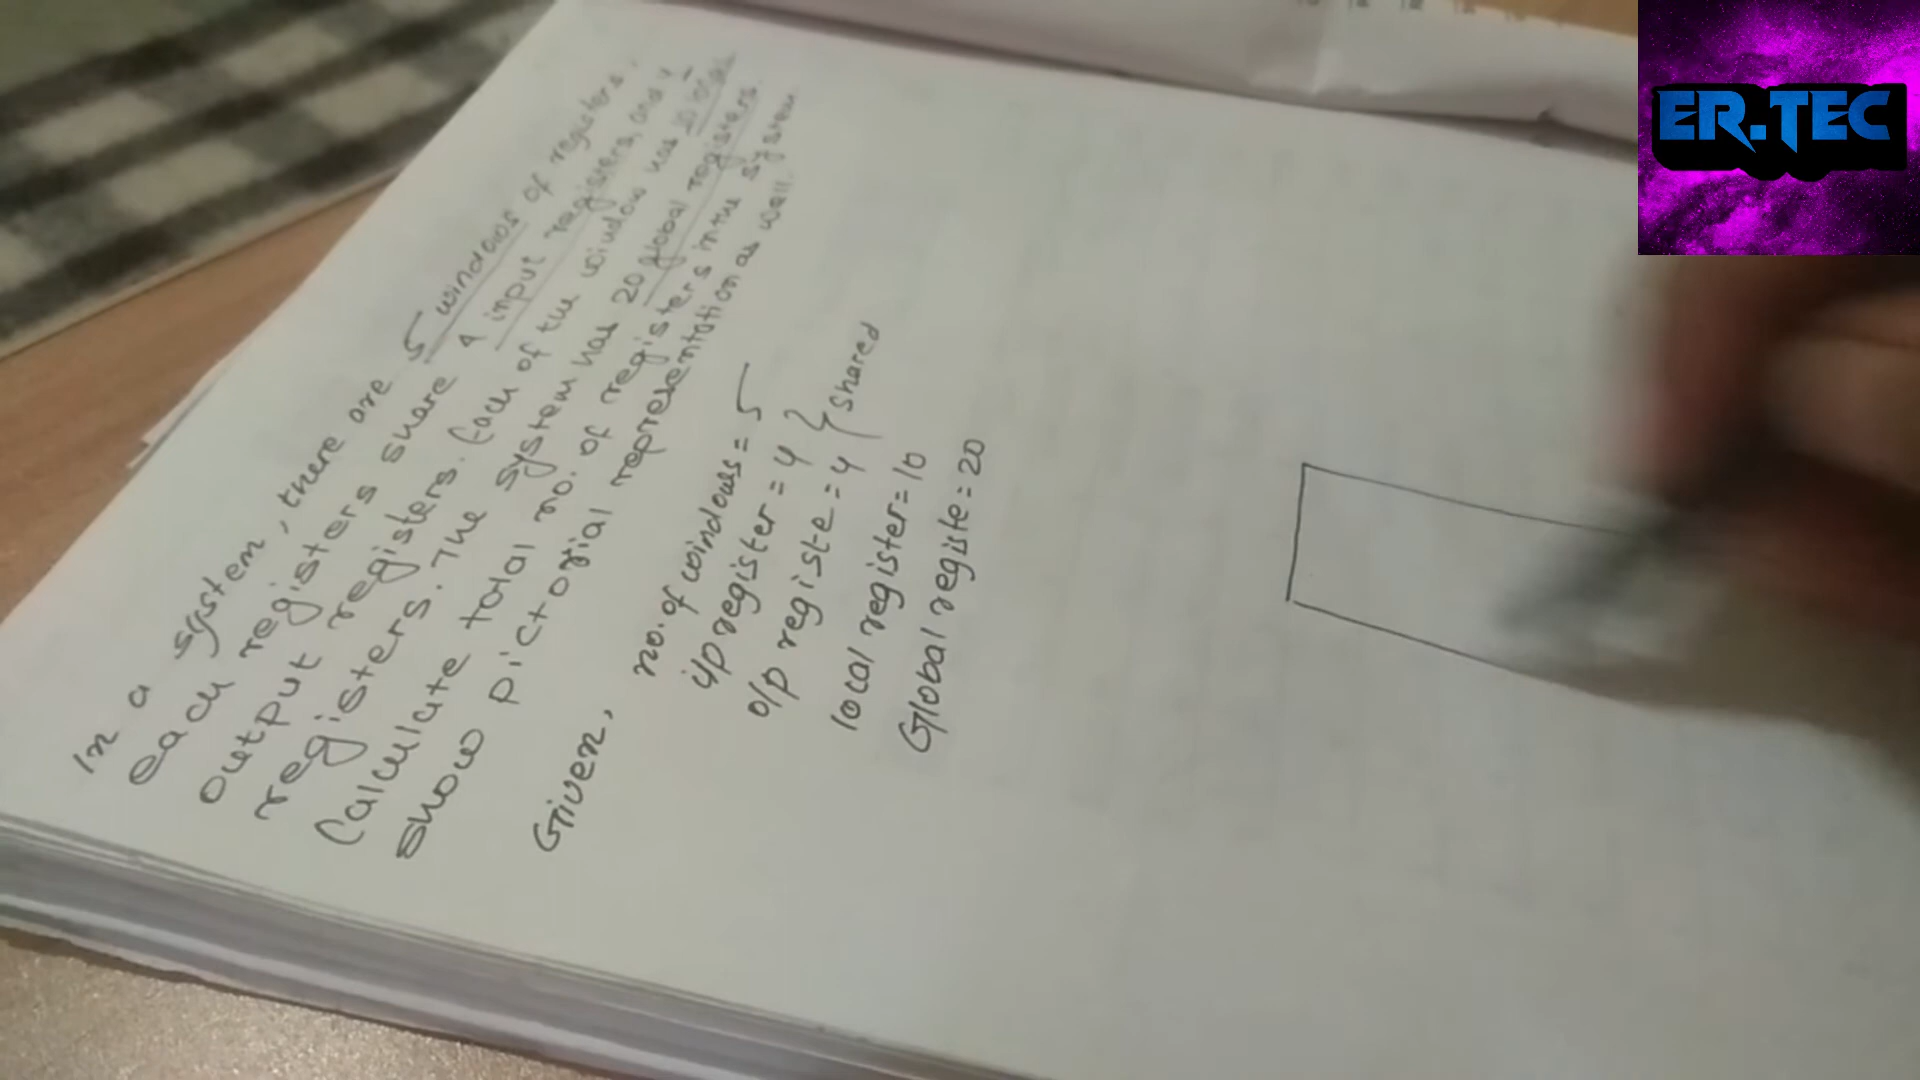 In a system, there are 5 windows of registers.
each registers share 4 input registers, and 4
output registers. Each of the window has 10 local
registers. The system has 20 global registers.
Calculate total no. of registers in the system
show pictorial representation as well.
Given,
no. of windows = 5
i/p register = 4
o/p registe = 4 } shared
local register = 10
Global registe = 20
ER.TEC